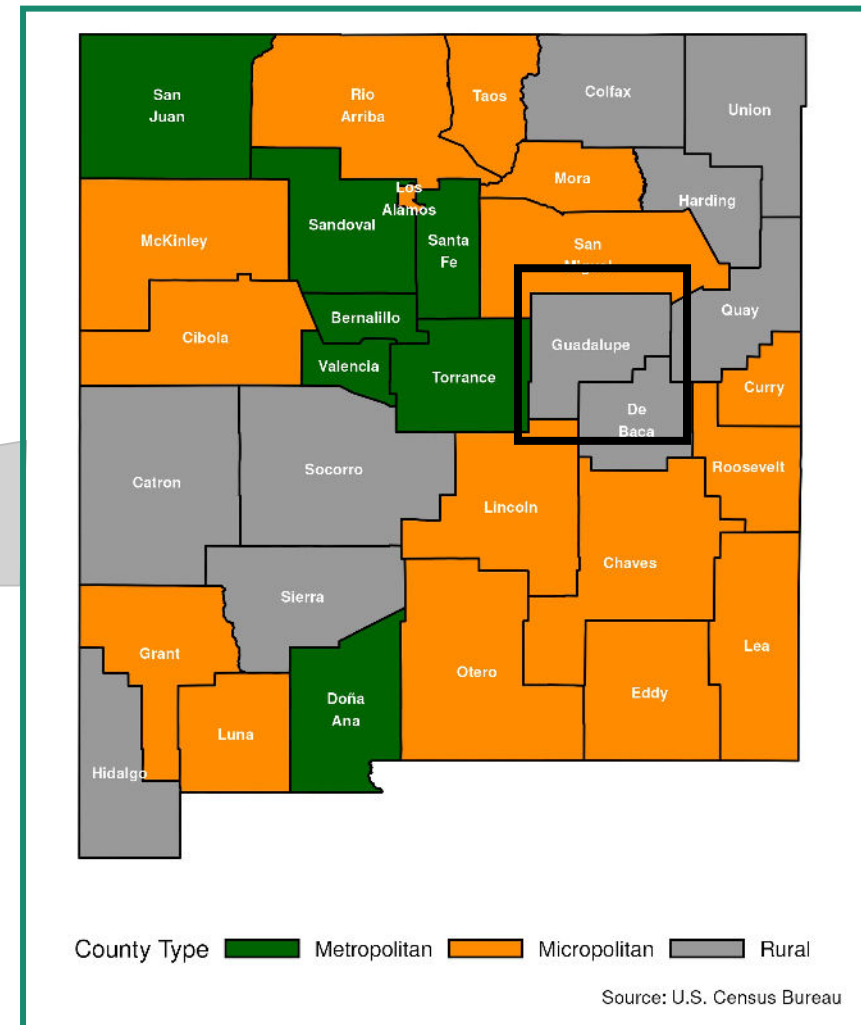 San
Juan
Rio
Arriba
Taos
Colfax
Union
Mora
Harding
Los
Alamos
McKinley
Sandoval
Santa
Fe
San
Bernalillo
Quay
Cibola
Guadalupe
Valencia
Torrance
Curry
De
Baca
Socorro
Roosevelt
Catron
Lincoln
Chaves
Sierra
Grant
Lea
Otero
Eddy
Doña
Ana
Luna
Hidalgo
County Type Metropolitan Micropolitan Rural
Source: U.S. Census Bureau